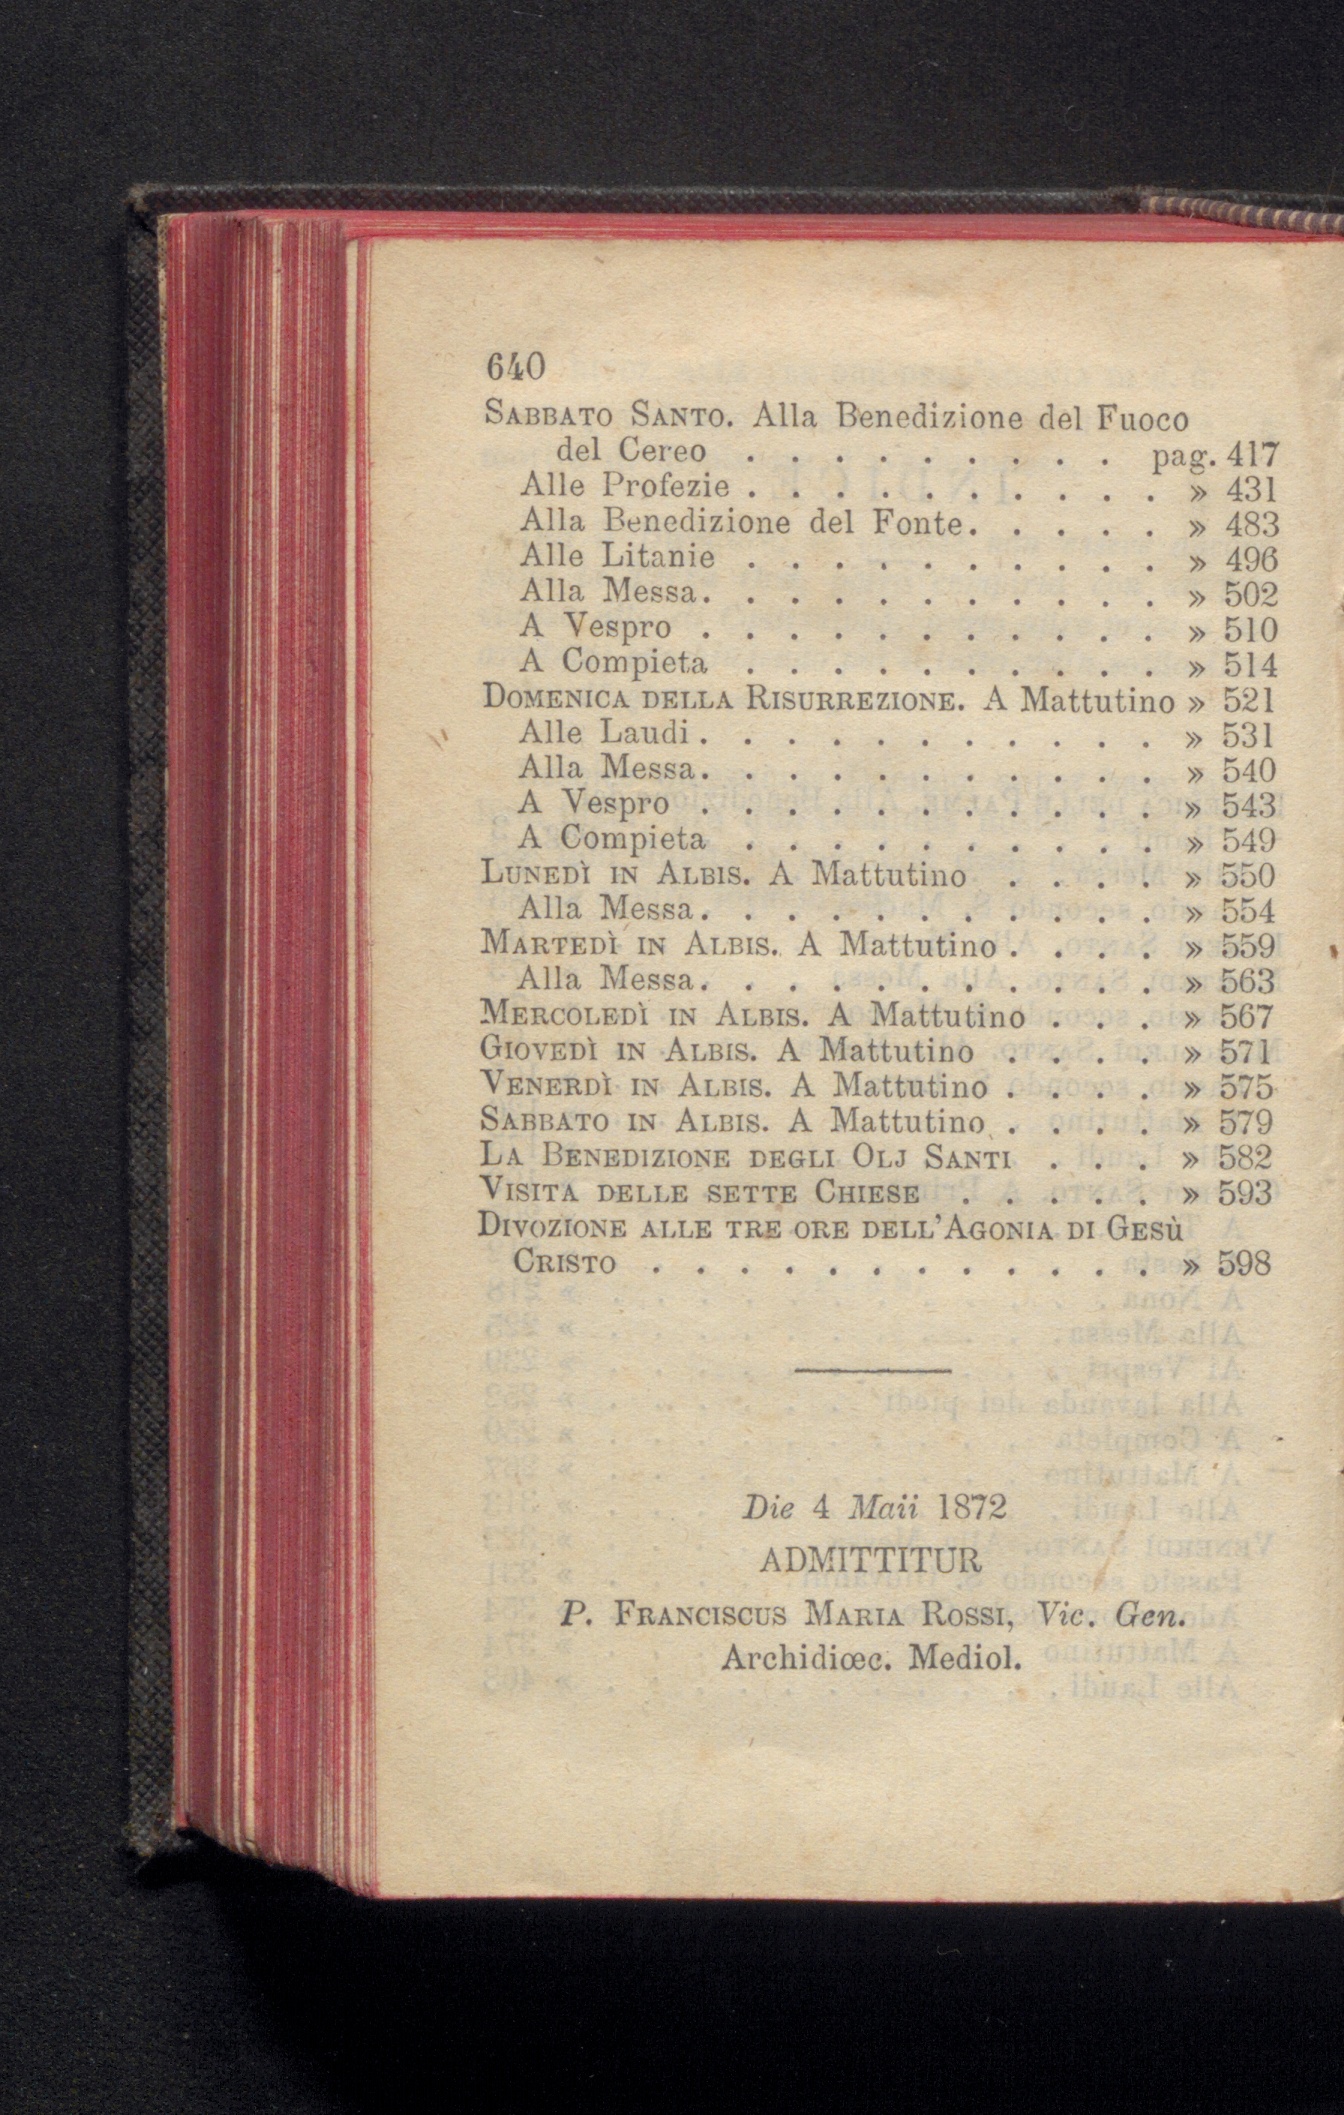 640
SABBATO SANTO. Alla Benedizione del Fuoco
del Cereo . . . . . . . . . pag. 417
Alle Profezie . . . . . . . . . . » 431
Alla Benedizione del Fonte. . . . . » 483
Alle Litanie . . . . . . . . . . » 496
Alla Messa. . . . . . . . . . . » 502
A Vespro . . . . . . . . . . . » 510
A Compieta . . . . . . . . . . » 514
DOMENICA DELLA RISURREZIONE. A Mattutino » 521
Alle Laudi . . . . . . . . . . . » 531
Alla Messa. . . . . . . . . . . » 540
A Vespro . . . . . . . . . . . » 543
A Compieta . . . . . . . . . . » 549
LUNEDÌ IN ALBIS. A Mattutino . . . . » 550
Alla Messa. . . . . . . . . . . » 554
MARTEDÌ IN ALBIS. A Mattutino . . . . » 559
Alla Messa. . . . . . . . . . . » 563
MERCOLEDÌ IN ALBIS. A Mattutino . . . » 567
GIOVEDÌ IN ALBIS. A Mattutino . . . . » 571
VENERDÌ IN ALBIS. A Mattutino . . . . » 575
SABBATO IN ALBIS. A Mattutino . . . . » 579
LA BENEDIZIONE DEGLI OLJ SANTI . . . » 582
VISITA DELLE SETTE CHIESE . . . . . » 593
DIVOZIONE ALLE TRE ORE DELL'AGONIA DI GESÙ
CRISTO . . . . . . . . . . . . » 598
Die 4 Maii 1872
ADMITTITUR
P. FRANCISCUS MARIA ROSSI, Vic. Gen.
Archidiœc. Mediol.